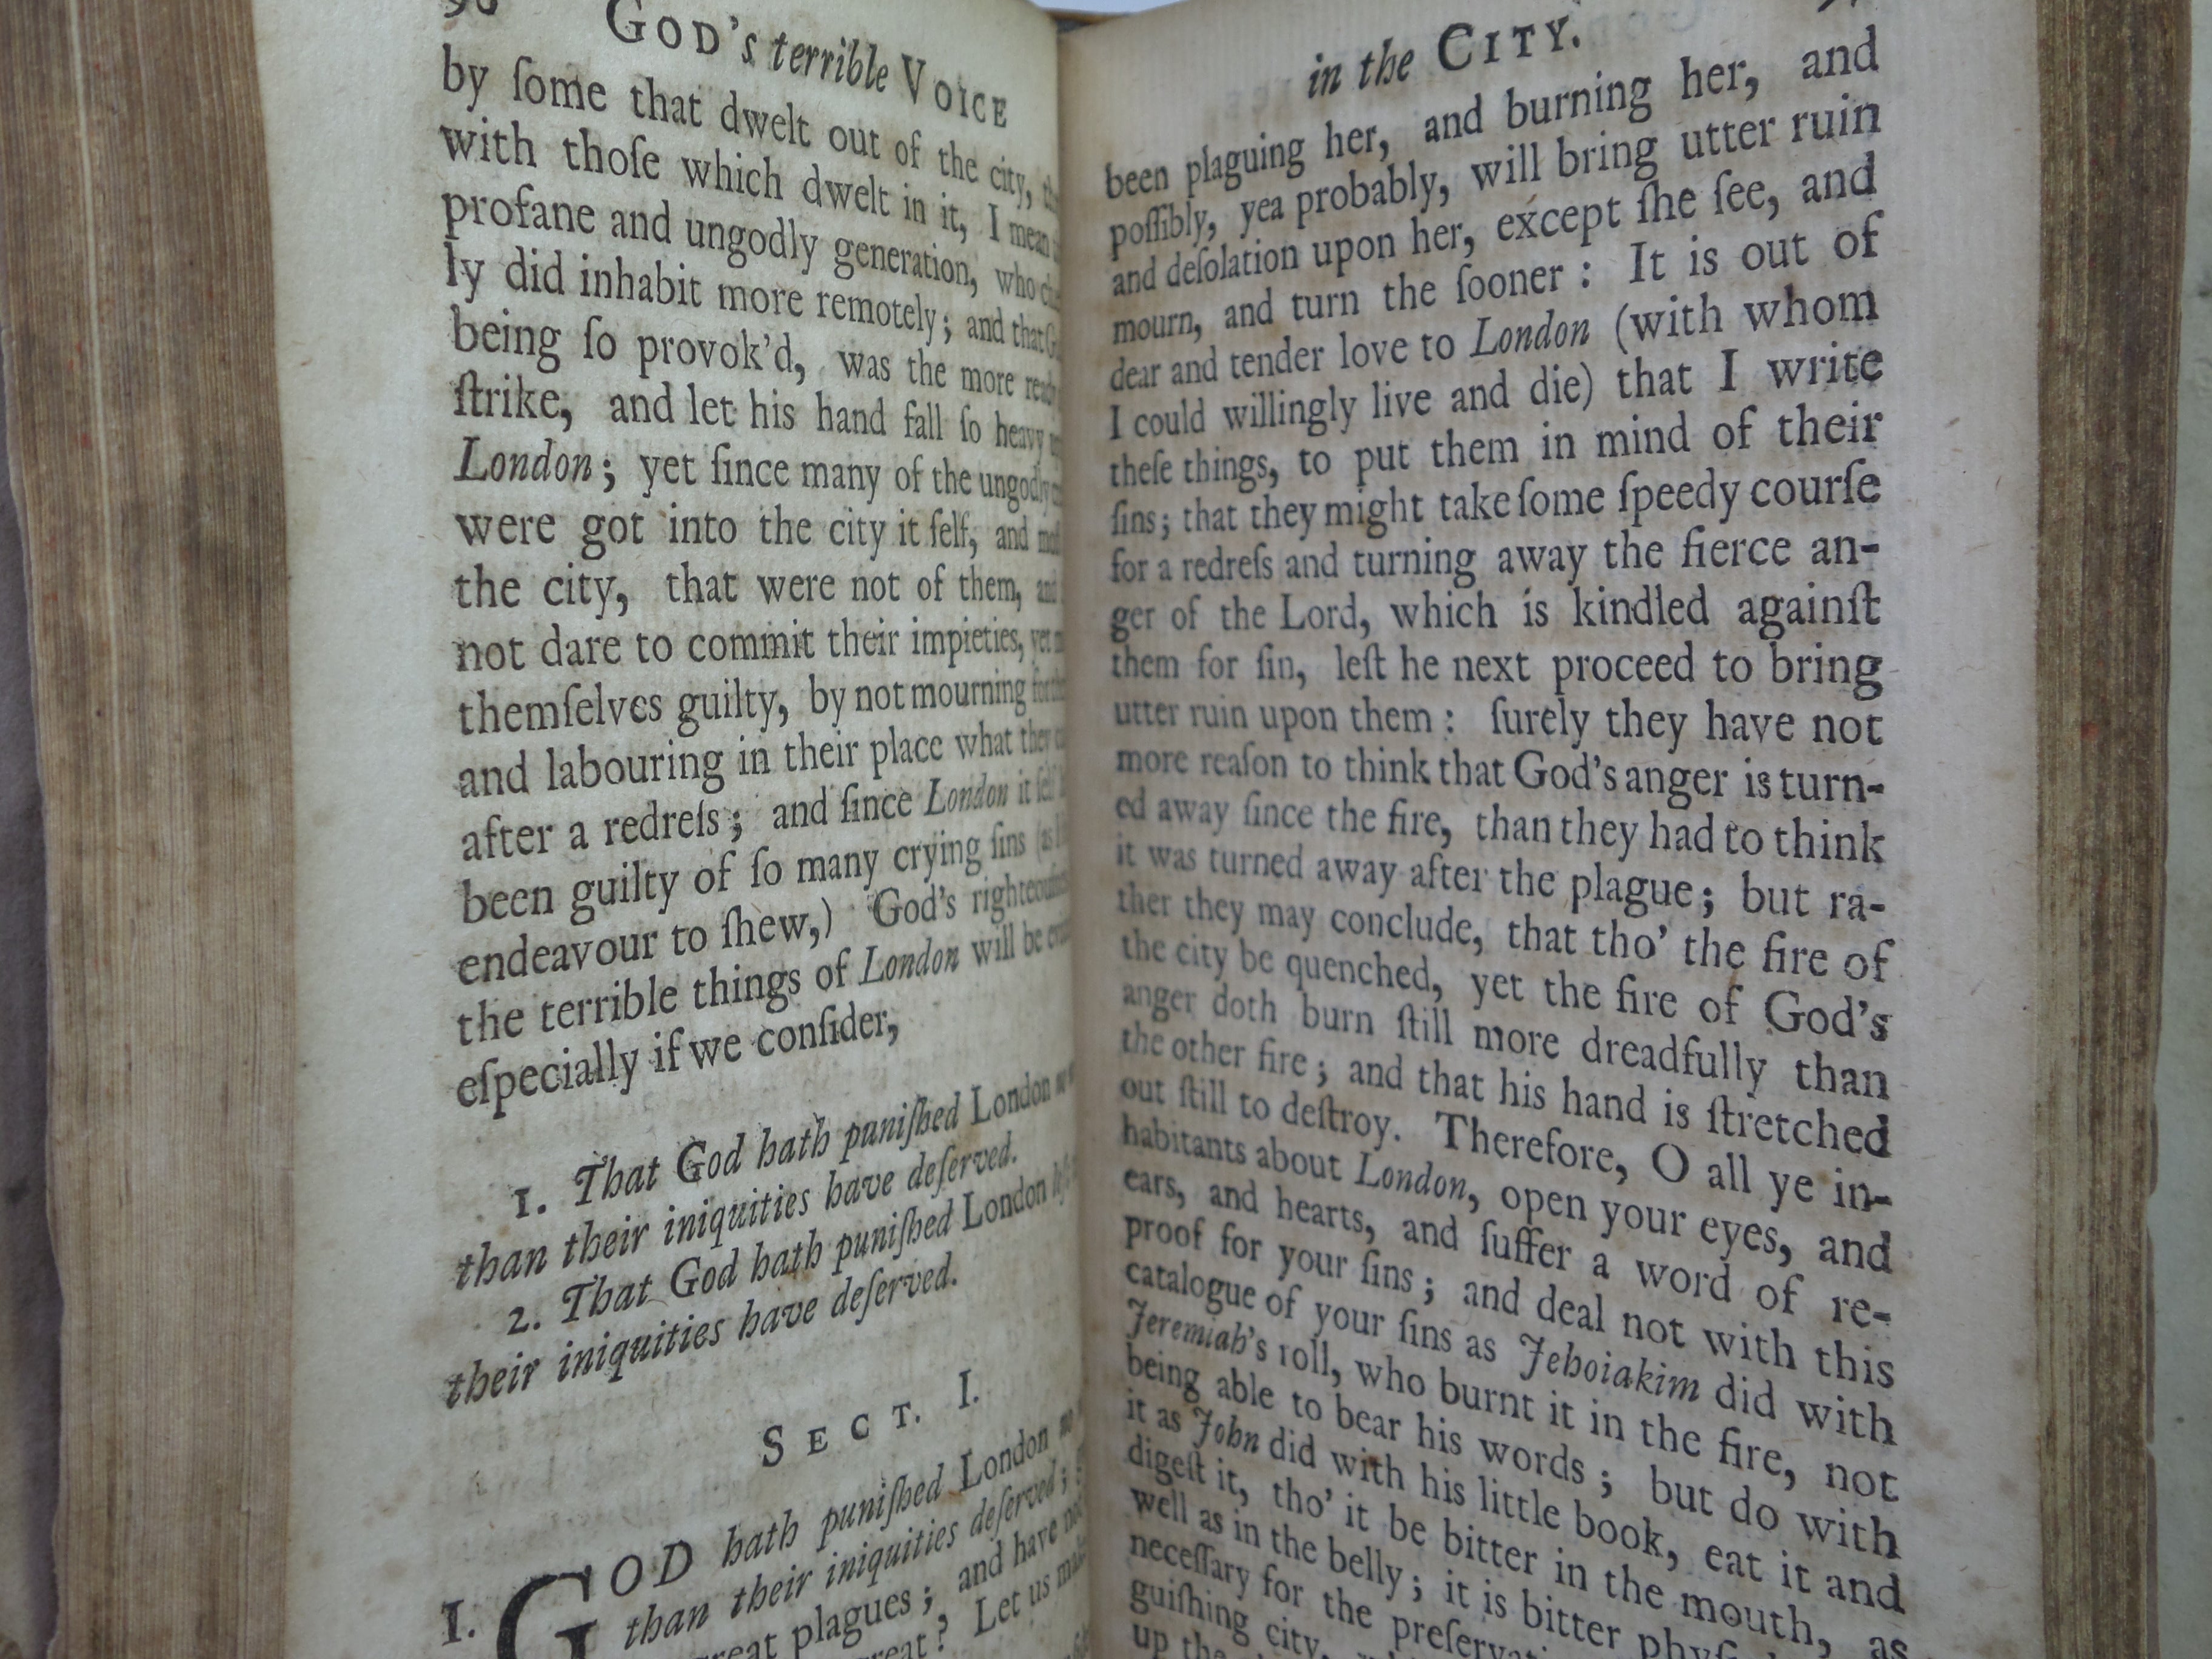 GOD's terrible VOICE
by ſome that dwelt out of the city,
with thoſe which dwelt in it, I mean
profane and ungodly generation, who
ly did inhabit more remotely; and that
being ſo provok'd, was the more
ſtrike, and let his hand fall ſo heavy
London; yet ſince many of the ungodly
were got into the city it ſelf, and
the city, that were not of them,
not dare to commit their impieties, yet
themſelves guilty, by not mourning
and labouring in their place what they
after a redreſs; and ſince London it ſelf
been guilty of ſo many crying ſins (as
endeavour to ſhew,) God's
the terrible things of London will be
eſpecially if we conſider,
1. That God hath puniſhed London
than their iniquities have deſerved.
2. That God hath puniſhed London
their iniquities have deſerved.
SECT. I.
I. GOD hath puniſhed London
than their iniquities deſerved;
plagues; and have
Let us
in the CITY.
been plaguing her, and burning her, and
poſſibly, yea probably, will bring utter ruin
and deſolation upon her, except ſhe ſee, and
mourn, and turn the ſooner: It is out of
dear and tender love to London (with whom
I could willingly live and die) that I write
theſe things, to put them in mind of their
ſins; that they might take ſome ſpeedy courſe
for a redreſs and turning away the fierce an-
ger of the Lord, which is kindled againſt
them for ſin, leſt he next proceed to bring
utter ruin upon them: ſurely they have not
more reaſon to think that God's anger is turn-
ed away ſince the fire, than they had to think
it was turned away after the plague; but ra-
ther they may conclude, that tho' the fire of
the city be quenched, yet the fire of God's
anger doth burn ſtill more dreadfully than
the other fire; and that his hand is ſtretched
out ſtill to deſtroy. Therefore, O all ye in-
habitants about London, open your eyes, and
ears, and hearts, and ſuffer a word of re-
proof for your ſins; and deal not with this
catalogue of your ſins as Jehoiakim did with
Jeremiah's roll, who burnt it in the fire, not
being able to bear his words; but do with
it as John did with his little book, eat it and
digeſt it, tho' it be bitter in the mouth, as
well as in the belly; it is bitter
neceſſary for the
guiſhing city,
up the